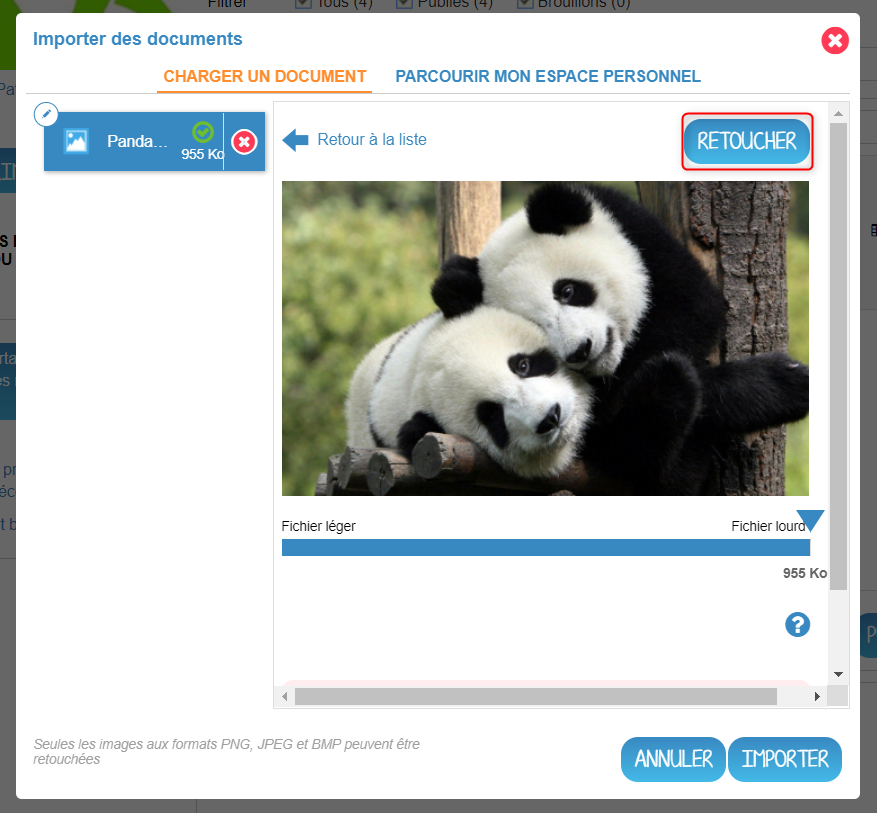 Filtrer Tous (4) Publiés (4) Brouillons (0)
Importer des documents
CHARGER UN DOCUMENT PARCOURIR MON ESPACE PERSONNEL
Panda...
955 Ko
Retour à la liste
RETOUCHER
Fichier léger Fichier lourd
955 Ko
?
Seules les images aux formats PNG, JPEG et BMP peuvent être
retouchées
ANNULER IMPORTER